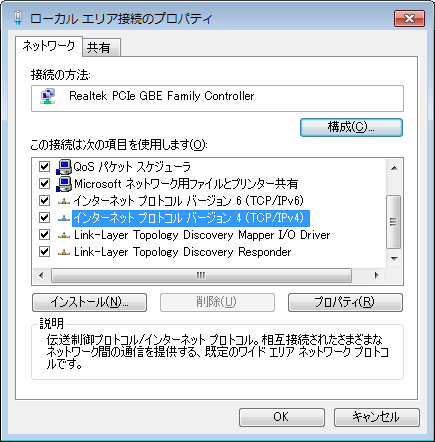 ローカル エリア接続のプロパティ
ネットワーク 共有
接続の方法:
Realtek PCIe GBE Family Controller
構成(C)...
この接続は次の項目を使用します(O):
QoS パケット スケジューラ
Microsoft ネットワーク用ファイルとプリンター共有
インターネット プロトコル バージョン 6 (TCP/IPv6)
インターネット プロトコル バージョン 4 (TCP/IPv4)
Link-Layer Topology Discovery Mapper I/O Driver
Link-Layer Topology Discovery Responder
インストール(N)... 削除(U) プロパティ(R)
説明
伝送制御プロトコル/インターネット プロトコル。相互接続されたさまざまな
ネットワーク間の通信を提供する、既定のワイド エリア ネットワーク プロトコ
ルです。
OK キャンセル